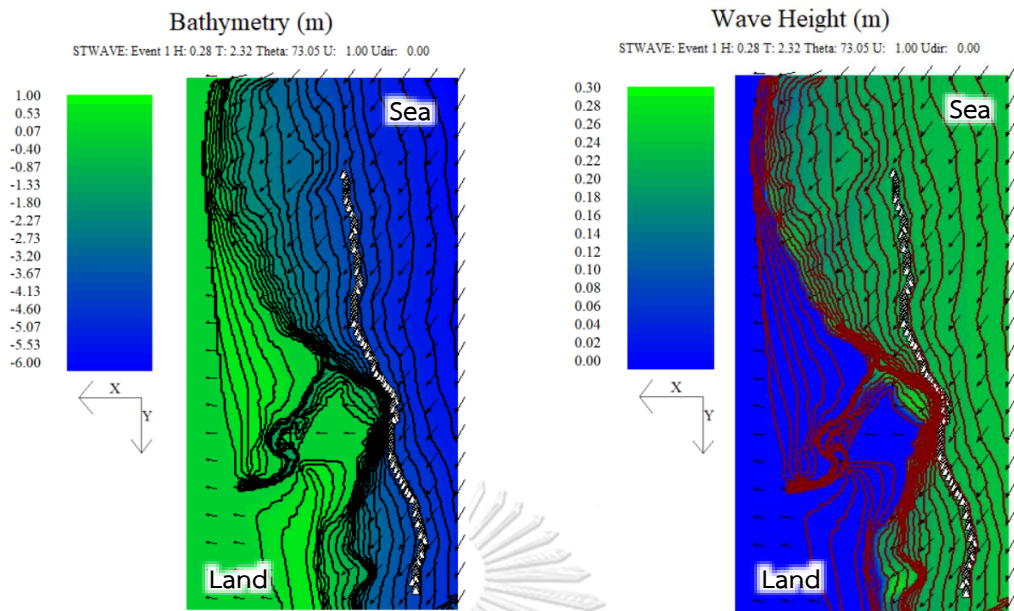 Bathymetry (m)
STWAVE: Event 1 H: 0.28 T: 2.32 Theta: 73.05 U: 1.00 Udir: 0.00
1.00
0.53
0.07
-0.40
-0.87
-1.33
-1.80
-2.27
-2.73
-3.20
-3.67
-4.13
-4.60
-5.07
-5.53
-6.00
X
Y
Sea
Land
Wave Height (m)
STWAVE: Event 1 H: 0.28 T: 2.32 Theta: 73.05 U: 1.00 Udir: 0.00
0.30
0.28
0.26
0.24
0.22
0.20
0.18
0.16
0.14
0.12
0.10
0.08
0.06
0.04
0.02
0.00
X
Y
Sea
Land